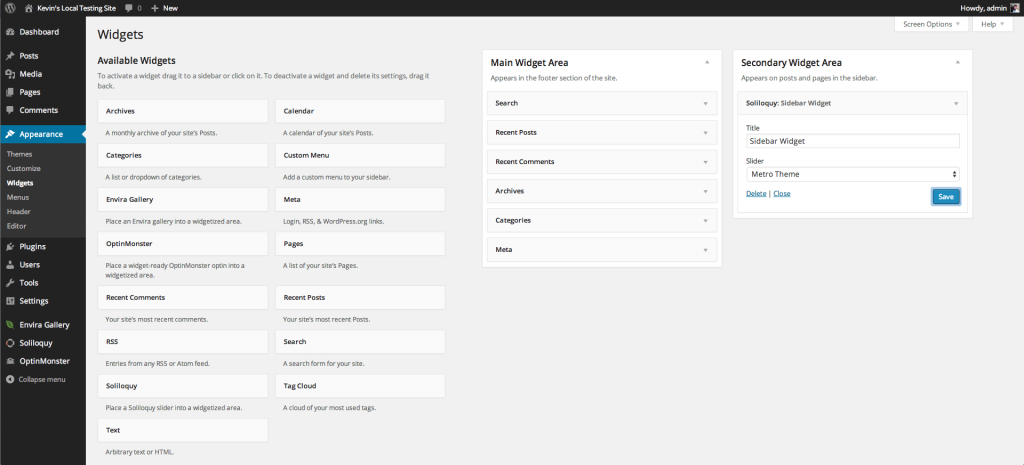 Kevin's Local Testing Site 0 + New Howdy, admin
Screen Options Help
Dashboard
Posts
Media
Pages
Comments
Appearance
Themes
Customize
Widgets
Menus
Header
Editor
Plugins
Users
Tools
Settings
Envira Gallery
Soliloquy
OptinMonster
Collapse menu
Widgets
Available Widgets
To activate a widget drag it to a sidebar or click on it. To deactivate a widget and delete its settings, drag it
back.
Archives
A monthly archive of your site's Posts.
Calendar
A calendar of your site's Posts.
Categories
A list or dropdown of categories.
Custom Menu
Add a custom menu to your sidebar.
Envira Gallery
Place an Envira gallery into a widgetized area.
Meta
Login, RSS, & WordPress.org links.
OptinMonster
Place a widget-ready OptinMonster optin into a
widgetized area.
Pages
A list of your site's Pages.
Recent Comments
Your site's most recent comments.
Recent Posts
Your site's most recent Posts.
RSS
Entries from any RSS or Atom feed.
Search
A search form for your site.
Soliloquy
Place a Soliloquy slider into a widgetized area.
Tag Cloud
A cloud of your most used tags.
Text
Arbitrary text or HTML.
Main Widget Area
Appears in the footer section of the site.
Search
Recent Posts
Recent Comments
Archives
Categories
Meta
Secondary Widget Area
Appears on posts and pages in the sidebar.
Soliloquy: Sidebar Widget
Title
Sidebar Widget
Slider
Metro Theme
Delete | Close
Save